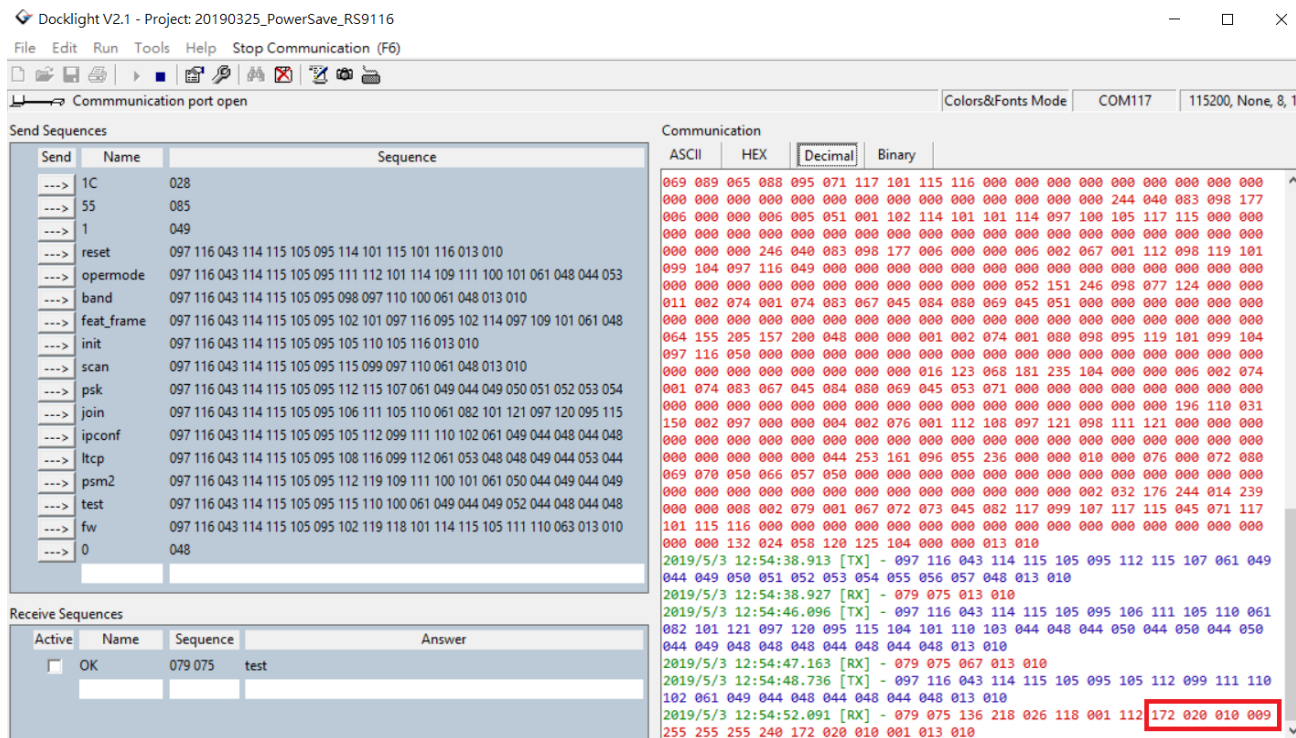 Docklight V2.1 - Project: 20190325_PowerSave_RS9116
File Edit Run Tools Help Stop Communication (F6)
Commmunication port open
Colors&Fonts Mode
COM117
115200, None, 8, 1
Send Sequences
Send Name Sequence
---> 1C 028
---> 55 085
---> 1 049
---> reset 097 116 043 114 115 105 095 114 101 115 101 116 013 010
---> opermode 097 116 043 114 115 105 095 111 112 101 114 109 111 100 101 061 048 044 053
---> band 097 116 043 114 115 105 095 098 097 110 100 061 048 013 010
---> feat_frame 097 116 043 114 115 105 095 102 101 097 116 095 102 114 097 109 101 061 048
---> init 097 116 043 114 115 105 095 105 110 105 116 013 010
---> scan 097 116 043 114 115 105 095 115 099 097 110 061 048 013 010
---> psk 097 116 043 114 115 105 095 112 115 107 061 049 044 049 050 051 052 053 054
---> join 097 116 043 114 115 105 095 106 111 105 110 061 082 101 121 097 120 095 115
---> ipconf 097 116 043 114 115 105 095 105 112 099 111 110 102 061 049 044 048 044 048
---> ltcp 097 116 043 114 115 105 095 108 116 099 112 061 053 048 048 049 044 053 044
---> psm2 097 116 043 114 115 105 095 112 119 109 111 100 101 061 050 044 049 044 049
---> test 097 116 043 114 115 105 095 115 110 100 061 049 044 049 052 044 048 044 048
---> fw 097 116 043 114 115 105 095 102 119 118 101 114 115 105 111 110 063 013 010
---> 0 048
Receive Sequences
Active Name Sequence Answer
OK 079 075 test
Communication
ASCII HEX Decimal Binary
069 089 065 088 095 071 117 101 115 116 000 000 000 000 000 000 000 000 000
000 000 000 000 000 000 000 000 000 000 000 000 000 000 244 040 083 098 177
006 000 000 006 005 051 001 102 114 101 101 114 097 100 105 117 115 000 000
000 000 000 000 000 000 000 000 000 000 000 000 000 000 000 000 000 000 000
000 000 000 246 040 083 098 177 006 000 000 006 002 067 001 112 098 119 101
099 104 097 116 049 000 000 000 000 000 000 000 000 000 000 000 000 000 000
000 000 000 000 000 000 000 000 000 000 000 052 151 246 098 077 124 000 000
011 002 074 001 074 083 067 045 084 080 069 045 051 000 000 000 000 000 000
000 000 000 000 000 000 000 000 000 000 000 000 000 000 000 000 000 000 000
064 155 205 157 200 048 000 000 001 002 074 001 080 098 095 119 101 099 104
097 116 050 000 000 000 000 000 000 000 000 000 000 000 000 000 000 000 000
000 000 000 000 000 000 000 000 016 123 068 181 235 104 000 000 006 002 074
001 074 083 067 045 084 080 069 045 053 071 000 000 000 000 000 000 000 000
000 000 000 000 000 000 000 000 000 000 000 000 000 000 000 000 196 110 031
150 002 097 000 000 004 002 076 001 112 108 097 121 098 111 121 000 000 000
000 000 000 000 000 000 000 000 000 000 000 000 000 000 000 000 000 000 000
000 000 000 000 000 044 253 161 096 055 236 000 000 010 000 076 000 072 080
069 070 050 066 057 050 000 000 000 000 000 000 000 000 000 000 000 000 000
000 000 000 000 000 000 000 000 000 000 000 000 000 002 032 176 244 014 239
000 000 008 002 079 001 067 072 073 045 082 117 099 107 117 115 045 071 117
101 115 116 000 000 000 000 000 000 000 000 000 000 000 000 000 000 000 000
000 000 132 024 058 120 125 104 000 000 013 010
2019/5/3 12:54:38.913 [TX] - 097 116 043 114 115 105 095 112 115 107 061 049
044 049 050 051 052 053 054 055 056 057 048 013 010
2019/5/3 12:54:38.927 [RX] - 079 075 013 010
2019/5/3 12:54:46.096 [TX] - 097 116 043 114 115 105 095 106 111 105 110 061
082 101 121 097 120 095 115 104 101 110 103 044 048 044 050 044 050 044 050
044 049 048 048 048 044 048 044 048 013 010
2019/5/3 12:54:47.163 [RX] - 079 075 067 013 010
2019/5/3 12:54:48.736 [TX] - 097 116 043 114 115 105 095 105 112 099 111 110
102 061 049 044 048 044 048 044 048 013 010
2019/5/3 12:54:52.091 [RX] - 079 075 136 218 026 118 001 112 172 020 010 009
255 255 255 240 172 020 010 001 013 010